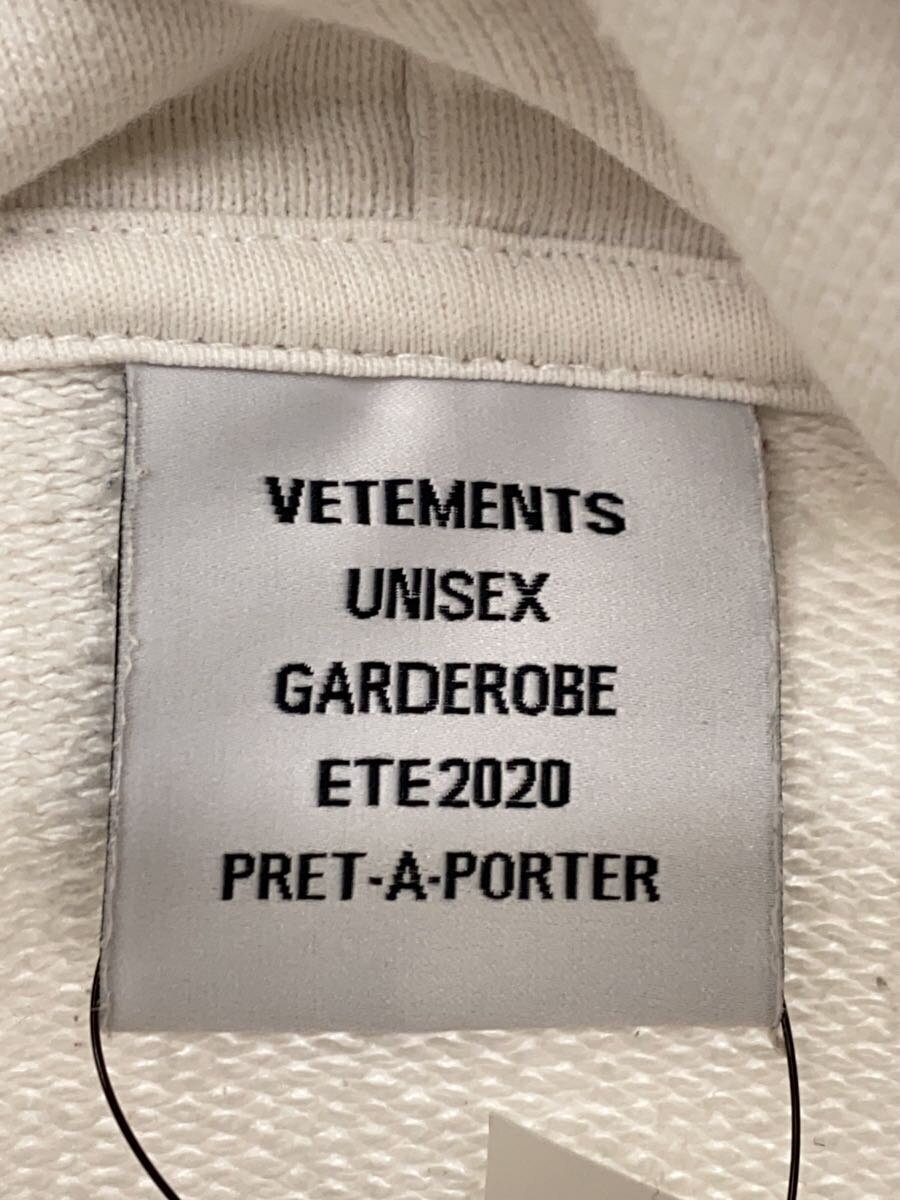 VETEMENTS
UNISEX
GARDEROBE
ETE2020
PRET-A-PORTER